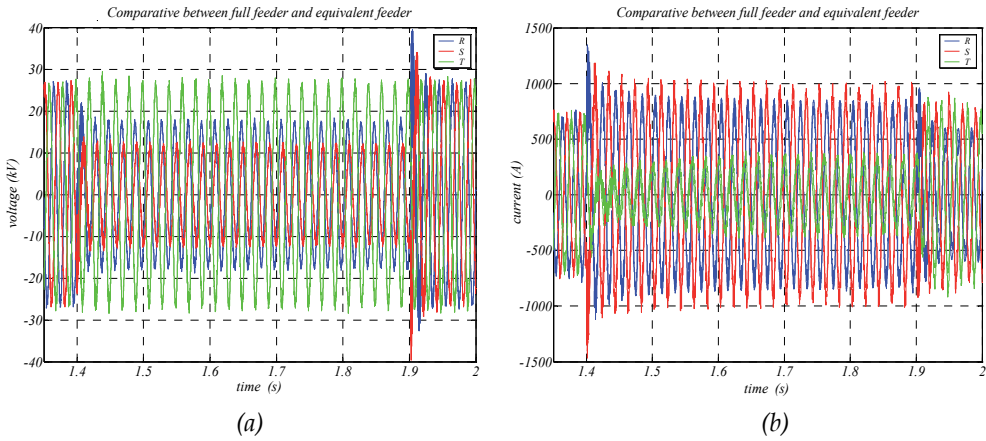 Comparative between full feeder and equivalent feeder
voltage (kV)
40
30
20
10
0
-10
-20
-30
-40
1.4 1.5 1.6 1.7 1.8 1.9 2
time (s)
R
S
T
(a)
Comparative between full feeder and equivalent feeder
current (A)
1500
1000
500
0
-500
-1000
-1500
1.4 1.5 1.6 1.7 1.8 1.9 2
time (s)
R
S
T
(b)